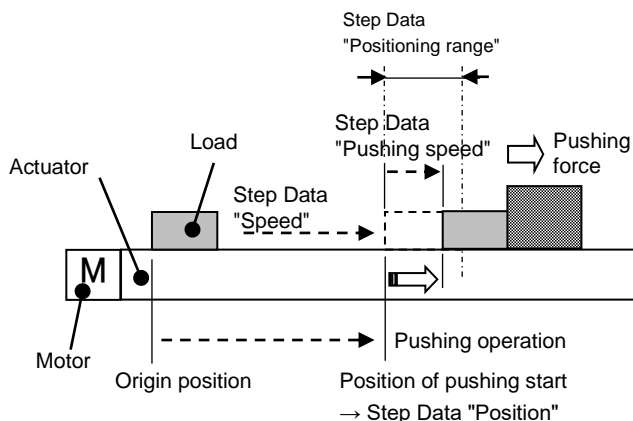 Step Data
"Positioning range"
Step Data
"Pushing speed"
Pushing
force
Load
Actuator
Step Data
"Speed"
M
Motor
Pushing operation
Origin position
Position of pushing start
→ Step Data "Position"